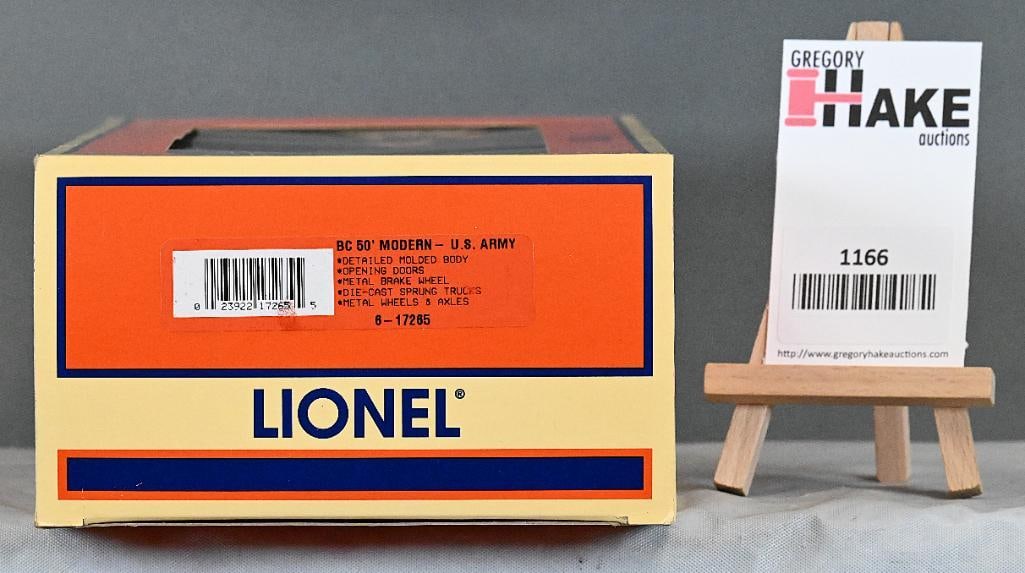 BC 50' MODERN - U.S. ARMY
*DETAILED MOLDED BODY
*OPENING DOORS
*METAL BRAKE WHEEL
*DIE-CAST SPRUNG TRUCKS
*METAL WHEELS & AXLES
6-17265
0 23922 17265 5
LIONEL®
GREGORY
HAKE
auctions
1166
http://www.gregoryhakeauctions.com